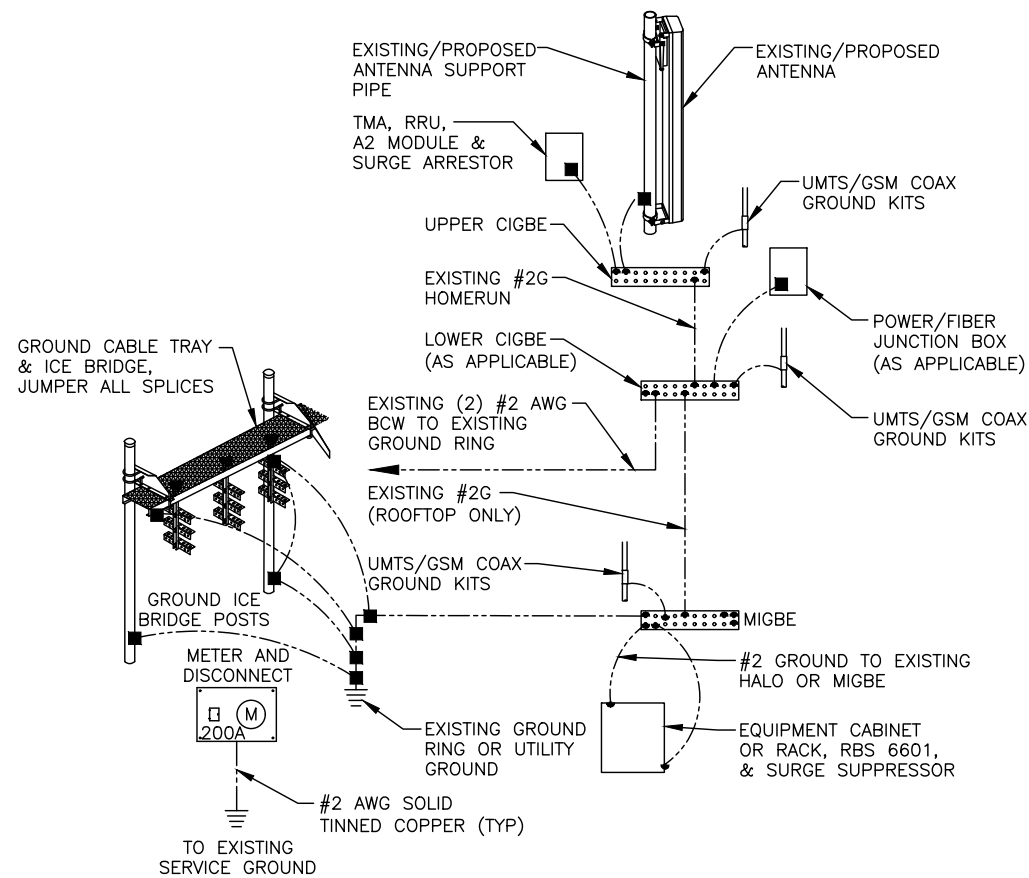 EXISTING/PROPOSED
ANTENNA SUPPORT
PIPE
EXISTING/PROPOSED
ANTENNA
TMA, RRU,
A2 MODULE &
SURGE ARRESTOR
UMTS/GSM COAX
GROUND KITS
UPPER CIGBE
EXISTING #2G
HOMERUN
POWER/FIBER
JUNCTION BOX
(AS APPLICABLE)
LOWER CIGBE
(AS APPLICABLE)
GROUND CABLE TRAY
& ICE BRIDGE,
JUMPER ALL SPLICES
EXISTING (2) #2 AWG
BCW TO EXISTING
GROUND RING
UMTS/GSM COAX
GROUND KITS
EXISTING #2G
(ROOFTOP ONLY)
UMTS/GSM COAX
GROUND KITS
GROUND ICE
BRIDGE POSTS
MIGBE
METER AND
DISCONNECT
M
200A
#2 GROUND TO EXISTING
HALO OR MIGBE
EXISTING GROUND
RING OR UTILITY
GROUND
EQUIPMENT CABINET
OR RACK, RBS 6601,
& SURGE SUPPRESSOR
#2 AWG SOLID
TINNED COPPER (TYP)
TO EXISTING
SERVICE GROUND